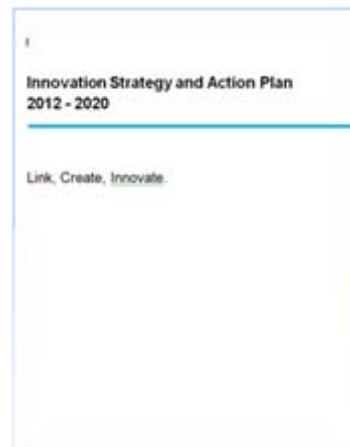 Innovation Strategy and Action Plan
2012 - 2020
Link, Create, Innovate.